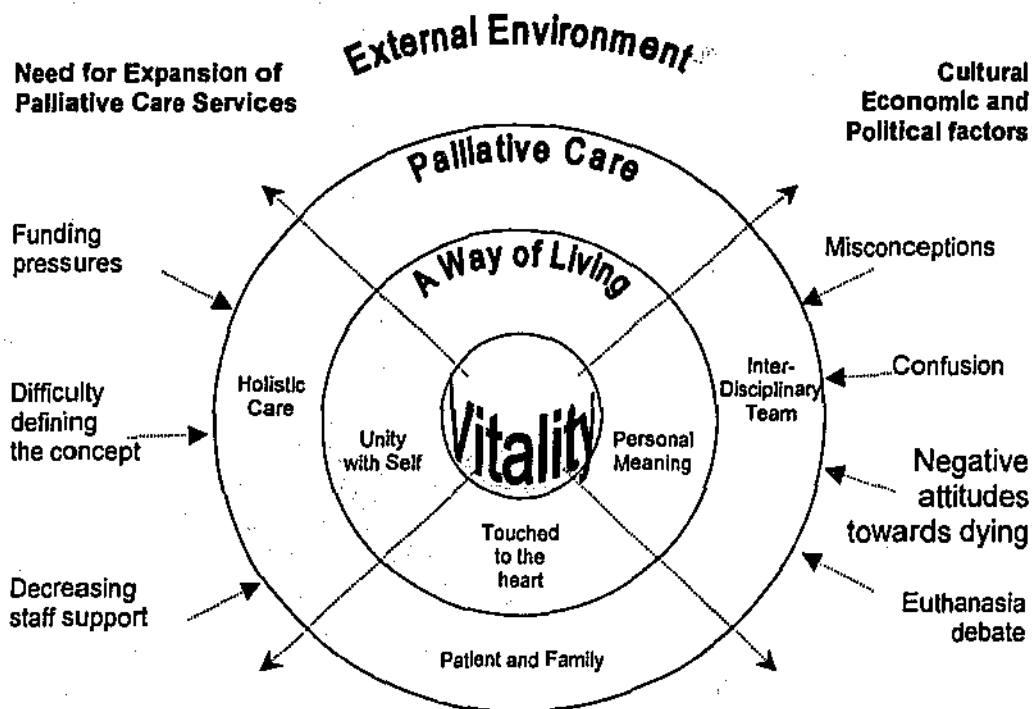 External Environment
Need for Expansion of
Palliative Care Services
Cultural
Economic and
Political factors
Palliative Care
A Way of Living
Vitality
Funding
pressures
Difficulty
defining
the concept
Decreasing
staff support
Holistic
Care
Unity
with Self
Touched
to the
heart
Personal
Meaning
Inter-
Disciplinary
Team
Patient and Family
Misconceptions
Confusion
Negative
attitudes
towards dying
Euthanasia
debate